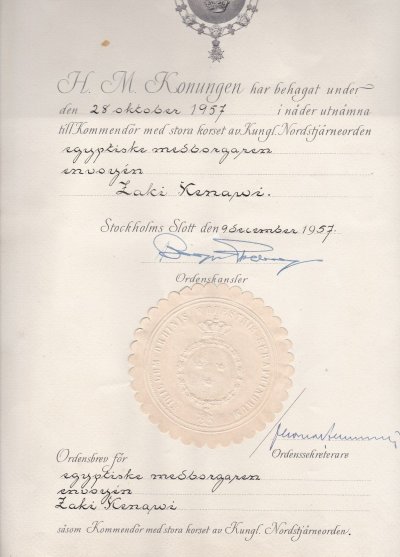 H. M. Konungen har behagat under
den 28 oktober 1957 i nåder utnämna
till Kommendör med stora korset av Kungl. Nordstjärneorden
egyptiske medborgaren
envoyén
Zaki Kenawi.
Stockholms Slott den 9 december 1957.
Ordenskansler
Ordenssekreterare
Ordensbrev för
egyptiske medborgaren
envoyén
Zaki Kenawi
såsom Kommendör med stora korset av Kungl. Nordstjärneorden.